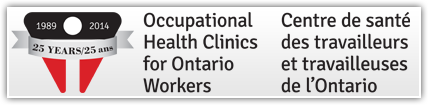 1989 2014
25 YEARS/25 ans
Occupational
Health Clinics
for Ontario
Workers
Centre de santé
des travailleurs
et travailleuses
de l'Ontario